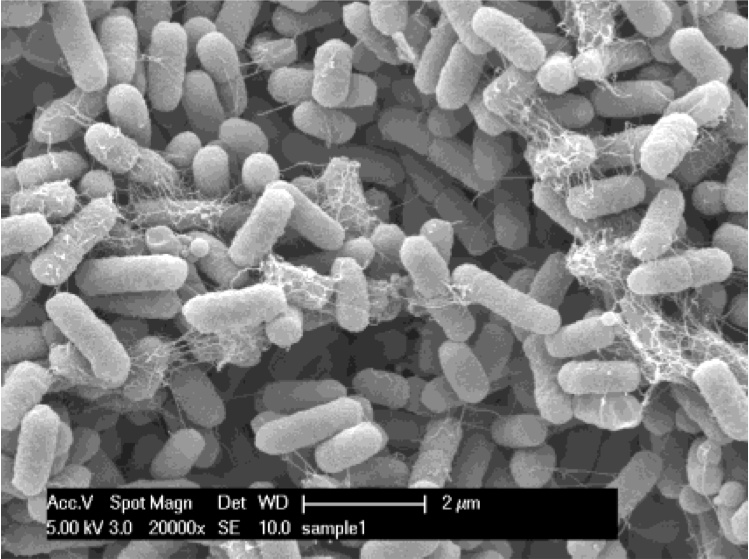 Acc.V Spot Magn Det WD 2 µm
5.00 kV 3.0 20000x SE 10.0 sample1